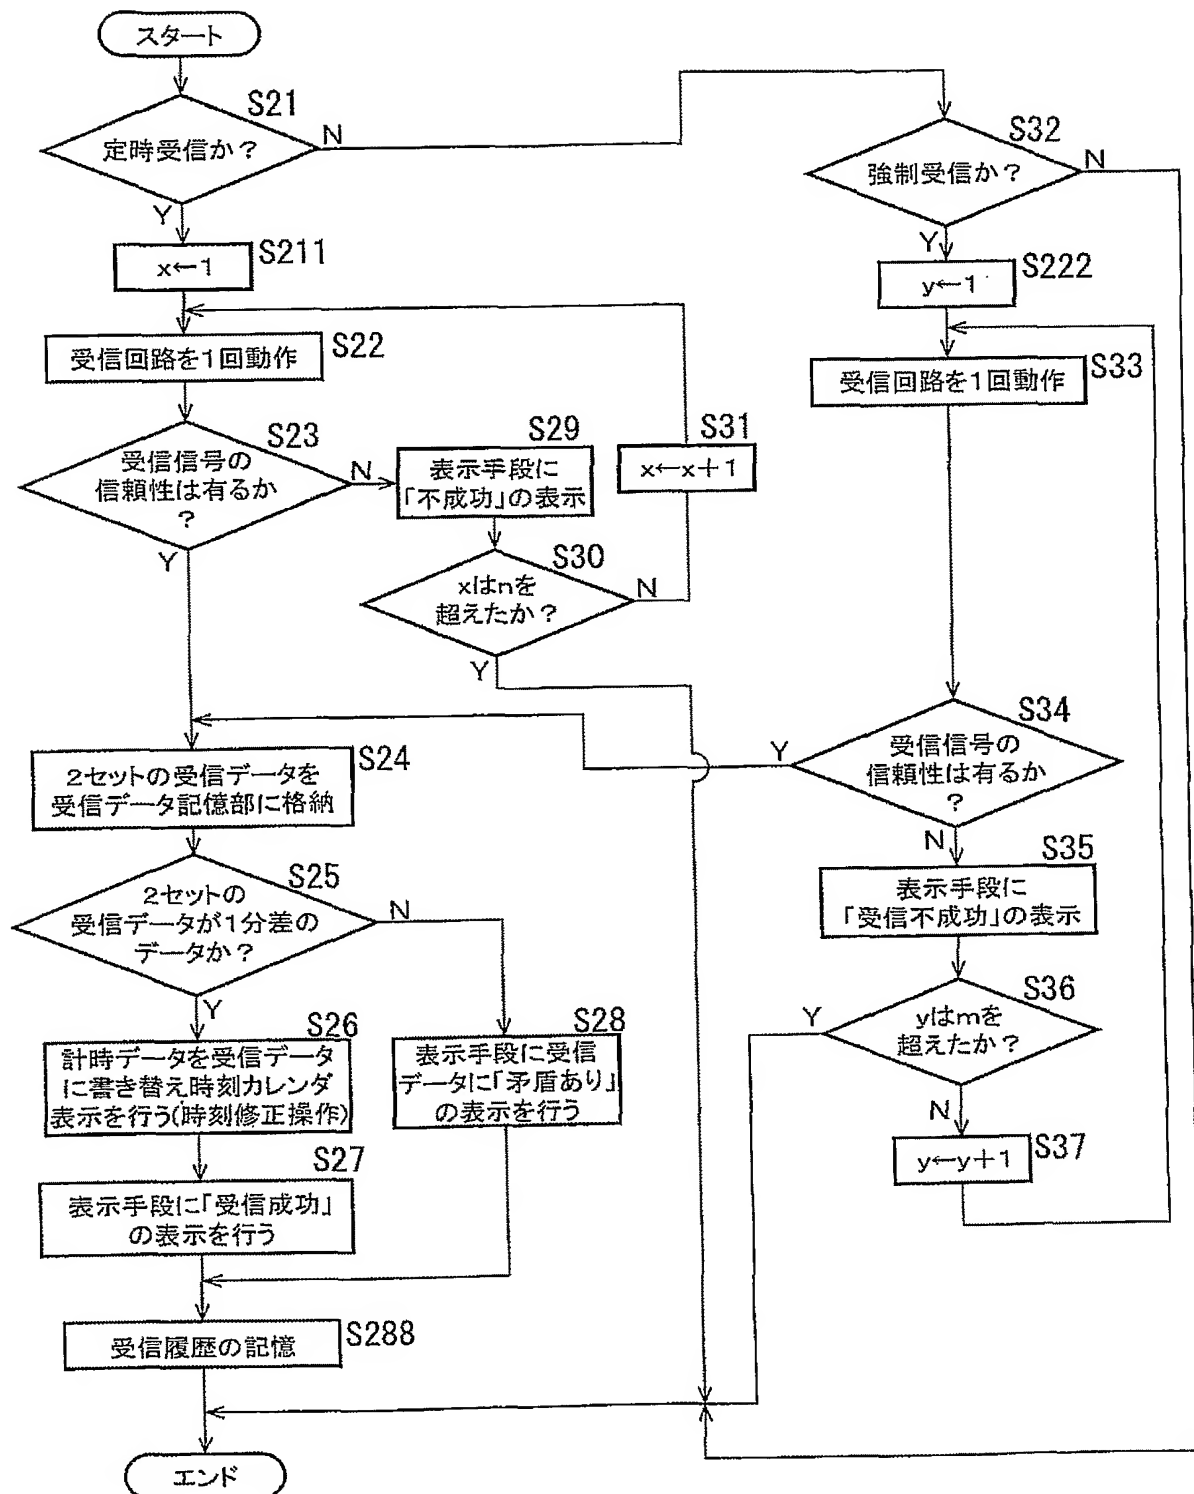 スタート
S21
定時受信か？
N
Y
S211
x←1
S22
受信回路を1回動作
S23
受信信号の
信頼性は有るか
？
N
Y
S29
表示手段に
「不成功」の表示
S30
xはnを
超えたか？
N
Y
S31
x←x＋1
S24
2セットの受信データを
受信データ記憶部に格納
S25
2セットの
受信データが1分差の
データか？
N
Y
S26
計時データを受信データ
に書き替え時刻カレンダ
表示を行う(時刻修正操作)
S27
表示手段に「受信成功」
の表示を行う
S28
表示手段に受信
データに「矛盾あり」
の表示を行う
S288
受信履歴の記憶
エンド
S32
強制受信か？
N
Y
S222
y←1
S33
受信回路を1回動作
S34
受信信号の
信頼性は有るか
？
Y
N
S35
表示手段に
「受信不成功」の表示
S36
yはmを
超えたか？
Y
N
S37
y←y＋1